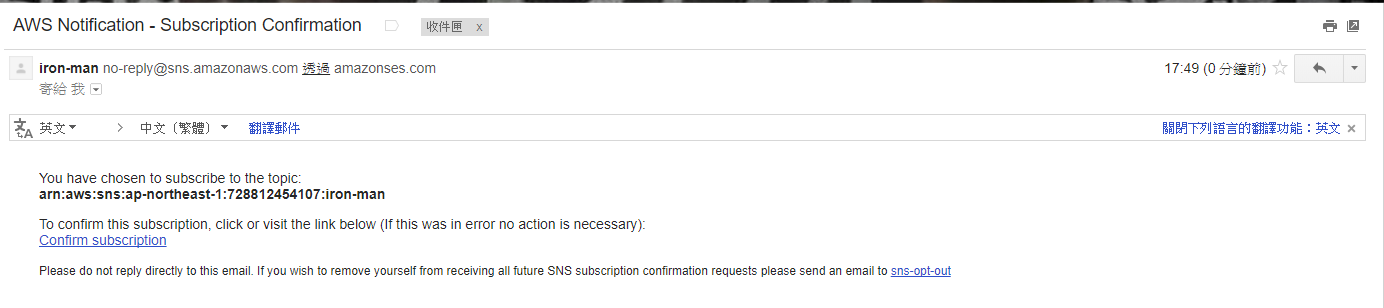 AWS Notification - Subscription Confirmation 收件匣 x
iron-man no-reply@sns.amazonaws.com 透過 amazonses.com 17:49 (0 分鐘前)
寄給 我
英文 > 中文（繁體） 翻譯郵件 關閉下列語言的翻譯功能：英文 x
You have chosen to subscribe to the topic:
arn:aws:sns:ap-northeast-1:728812454107:iron-man
To confirm this subscription, click or visit the link below (If this was in error no action is necessary):
Confirm subscription
Please do not reply directly to this email. If you wish to remove yourself from receiving all future SNS subscription confirmation requests please send an email to sns-opt-out